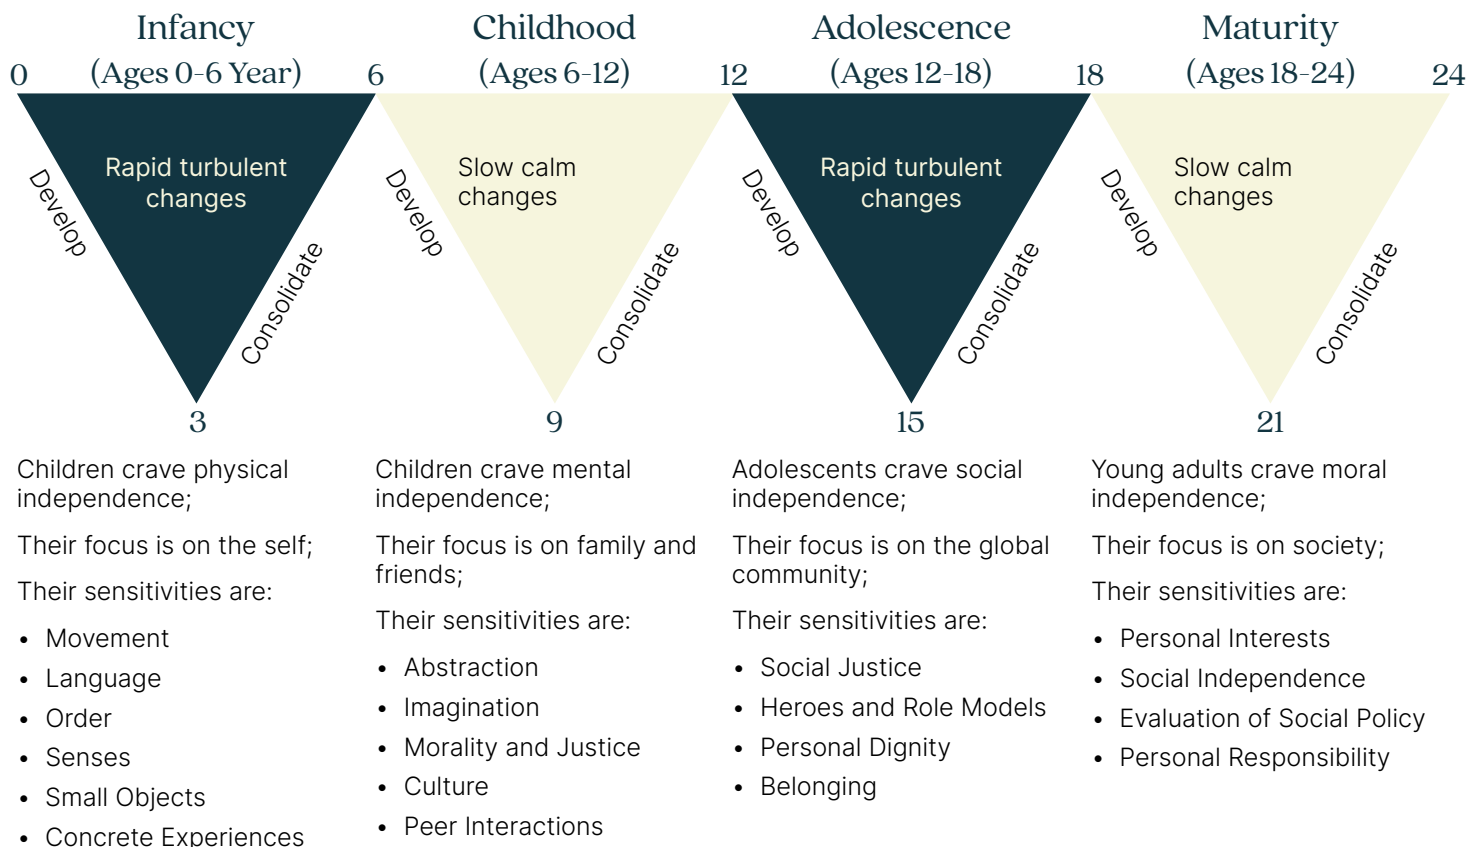 Infancy
(Ages 0-6 Year)
Childhood
(Ages 6-12)
Adolescence
(Ages 12-18)
Maturity
(Ages 18-24)
0
6
12
18
24
Rapid turbulent
changes
Develop
Consolidate
3
Slow calm
changes
Develop
Consolidate
9
Rapid turbulent
changes
Develop
Consolidate
15
Slow calm
changes
Develop
Consolidate
21
Children crave physical
independence;
Their focus is on the self;
Their sensitivities are:
• Movement
• Language
• Order
• Senses
• Small Objects
• Concrete Experiences
Children crave mental
independence;
Their focus is on family and
friends;
Their sensitivities are:
• Abstraction
• Imagination
• Morality and Justice
• Culture
• Peer Interactions
Adolescents crave social
independence;
Their focus is on the global
community;
Their sensitivities are:
• Social Justice
• Heroes and Role Models
• Personal Dignity
• Belonging
Young adults crave moral
independence;
Their focus is on society;
Their sensitivities are:
• Personal Interests
• Social Independence
• Evaluation of Social Policy
• Personal Responsibility